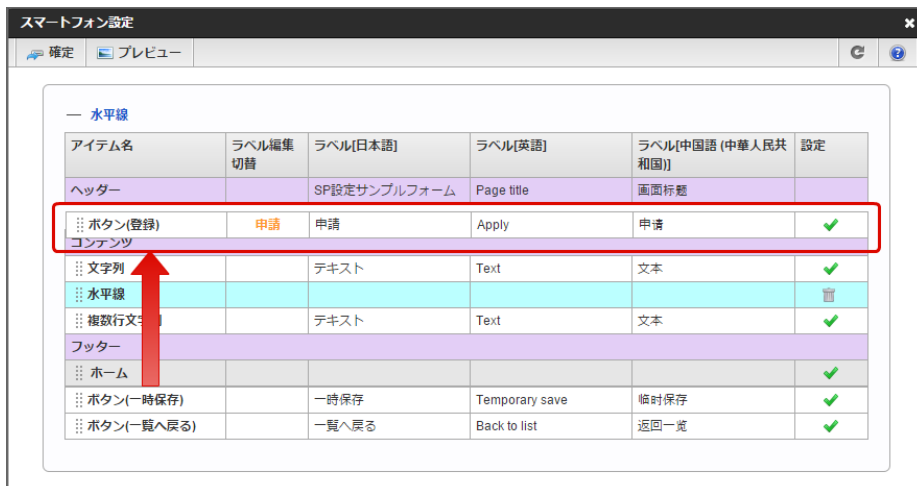 スマートフォン設定
確定 プレビュー
水平線
アイテム名 ラベル編集切替 ラベル[日本語] ラベル[英語] ラベル[中国語 (中華人民共和国)] 設定
ヘッダー SP設定サンプルフォーム Page title 画面标题
ボタン(登録) 申請 申請 Apply 申请
コンテンツ
文字列 テキスト Text 文本
水平線
複数行文字列 テキスト Text 文本
フッター
ホーム
ボタン(一時保存) 一時保存 Temporary save 临时保存
ボタン(一覧へ戻る) 一覧へ戻る Back to list 返回一览